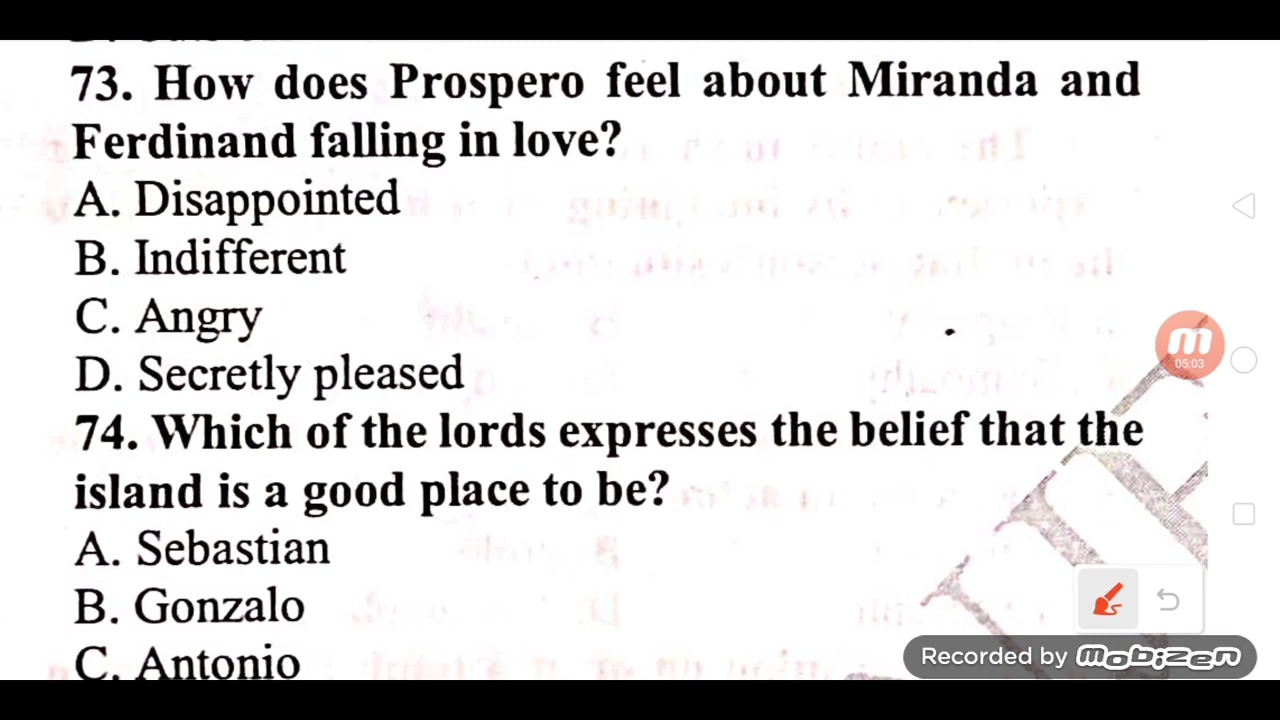 73. How does Prospero feel about Miranda and
Ferdinand falling in love?
A. Disappointed
B. Indifferent
C. Angry
D. Secretly pleased
74. Which of the lords expresses the belief that the
island is a good place to be?
A. Sebastian
B. Gonzalo
C. Antonio
05:03
Recorded by mobizen